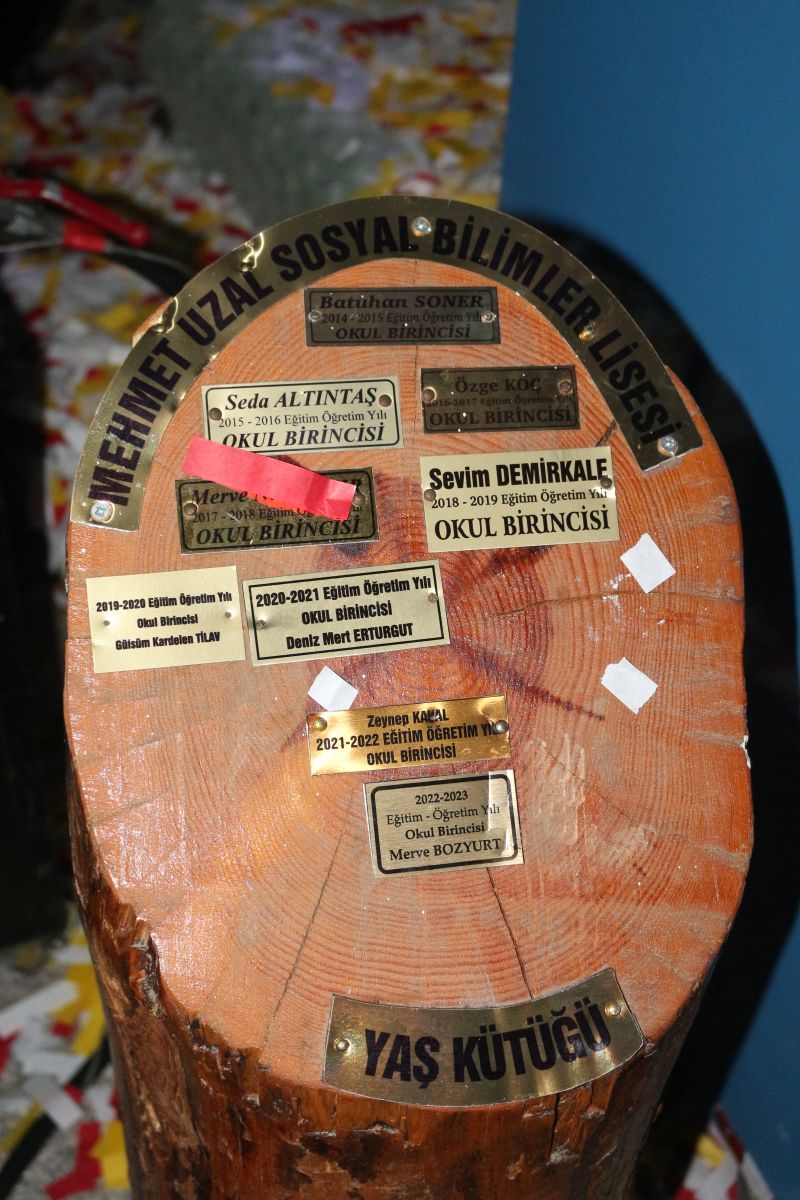 MEHMET UZAL SOSYAL BİLİMLER LİSESİ
Batuhan SONER
2014 - 2015 Eğitim Öğretim Yılı
OKUL BİRİNCİSİ
Seda ALTINTAŞ
2015 - 2016 Eğitim Öğretim Yılı
OKUL BİRİNCİSİ
Özge KOÇ
2016-2017 Eğitim Öğretim Yılı
OKUL BİRİNCİSİ
Merve
2017 - 2018 Eğitim Öğretim Yılı
OKUL BİRİNCİSİ
Sevim DEMİRKALE
2018 - 2019 Eğitim Öğretim Yılı
OKUL BİRİNCİSİ
2019-2020 Eğitim Öğretim Yılı
Okul Birincisi
Gülsüm Kardelen TİLAV
2020-2021 Eğitim Öğretim Yılı
OKUL BİRİNCİSİ
Deniz Mert ERTURGUT
Zeynep
2021-2022 EĞİTİM ÖĞRETİM YILI
OKUL BİRİNCİSİ
2022-2023
Eğitim - Öğretim Yılı
Okul Birincisi
Merve BOZYURT
YAŞ KÜTÜĞÜ